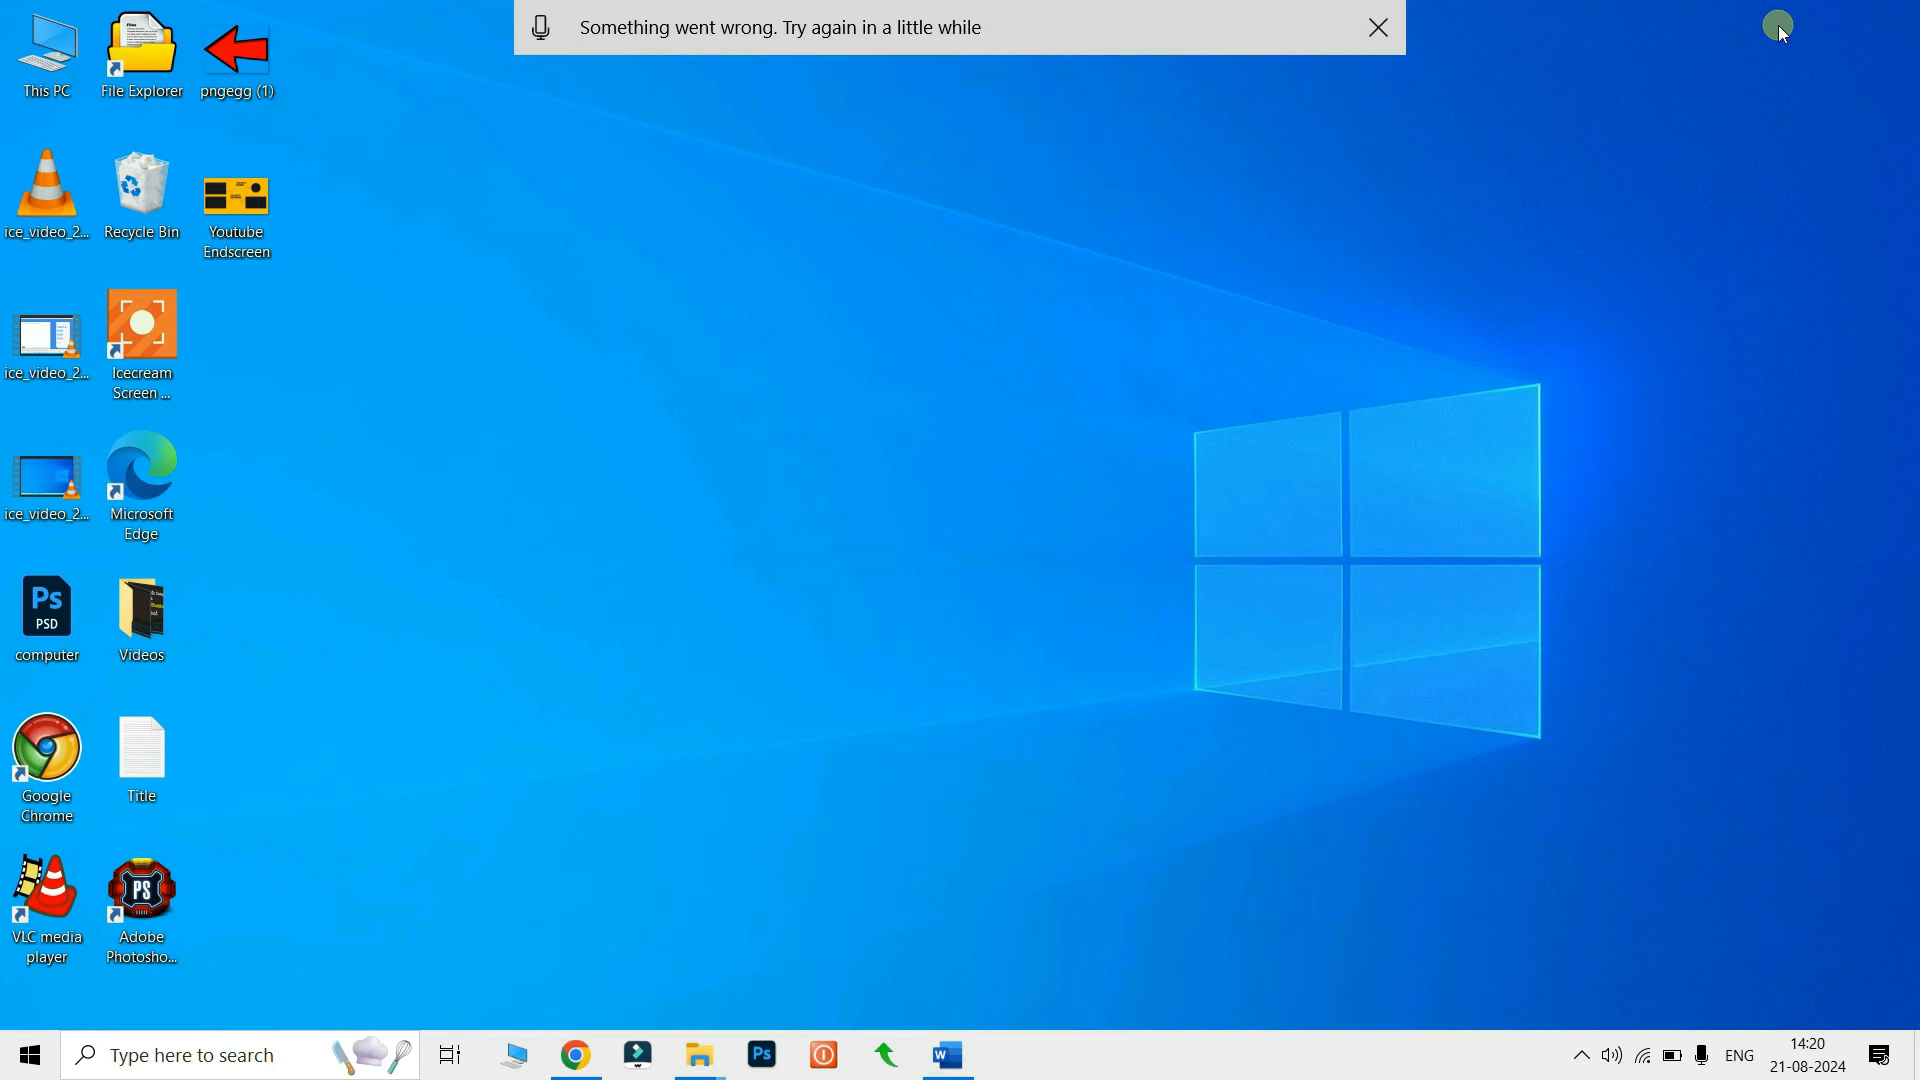 Something went wrong. Try again in a little while
This PC
File Explorer
pngegg (1)
ice_video_2...
Recycle Bin
Youtube
Endscreen
ice_video_2...
Icecream
Screen ...
ice_video_2...
Microsoft
Edge
Ps
PSD
computer
Videos
Google
Chrome
Title
VLC media
player
PS
Adobe
Photosho...
Type here to search
Ps
W
ENG
14:20
21-08-2024